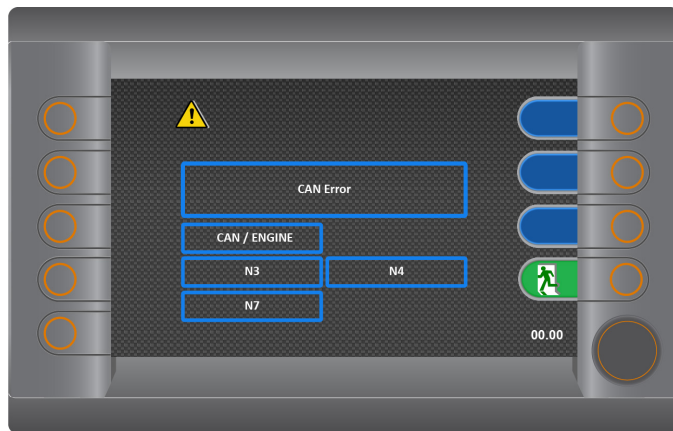 CAN Error
CAN / ENGINE
N3 N4
N7
00.00